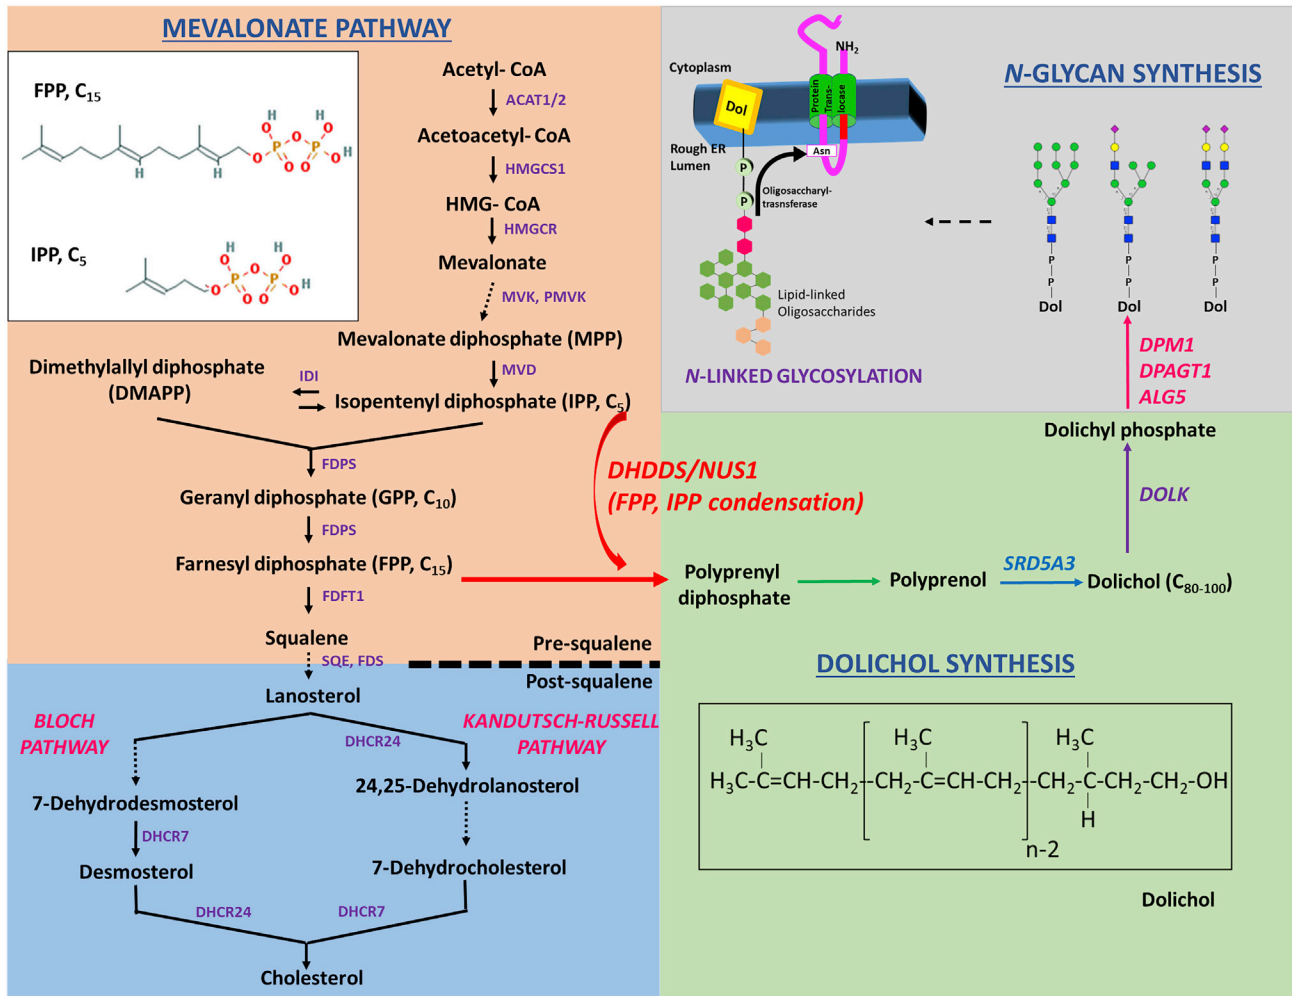 MEVALONATE PATHWAY
FPP, C15
H
O
H
O
P
O
P
O
H
O
O
O
H
H
IPP, C5
H
O
H
O
P
O
P
O
H
O
O
O
Acetyl- CoA
ACAT1/2
Acetoacetyl- CoA
HMGCS1
HMG- CoA
HMGCR
Mevalonate
MVK, PMVK
Mevalonate diphosphate (MPP)
MVD
Dimethylallyl diphosphate
(DMAPP)
IDI
Isopentenyl diphosphate (IPP, C5)
FDPS
Geranyl diphosphate (GPP, C10)
FDPS
Farnesyl diphosphate (FPP, C15)
FDFT1
Squalene
SQE, FDS
Pre-squalene
Post-squalene
Lanosterol
BLOCH
PATHWAY
KANDUTSCH-RUSSELL
PATHWAY
DHCR24
7-Dehydrodesmosterol
24,25-Dehydrolanosterol
DHCR7
Desmosterol
7-Dehydrocholesterol
DHCR24
DHCR7
Cholesterol
DHDDS/NUS1
(FPP, IPP condensation)
N-GLYCAN SYNTHESIS
Cytoplasm
NH2
Dol
Protein
Trans-
locase
Rough ER
Lumen
Asn
P
P
Oligosaccharyl-
transnsferase
Lipid-linked
Oligosaccharides
N-LINKED GLYCOSYLATION
P P P
P P P
Dol Dol Dol
DPM1
DPAGT1
ALG5
Dolichyl phosphate
DOLK
Polyprenyl
diphosphate
Polyprenol
SRD5A3
Dolichol (C80-100)
DOLICHOL SYNTHESIS
H3C H3C H3C
H3C-C=CH-CH2-CH2-C=CH-CH2-CH2-C-CH2-CH2-OH
H
n-2
Dolichol